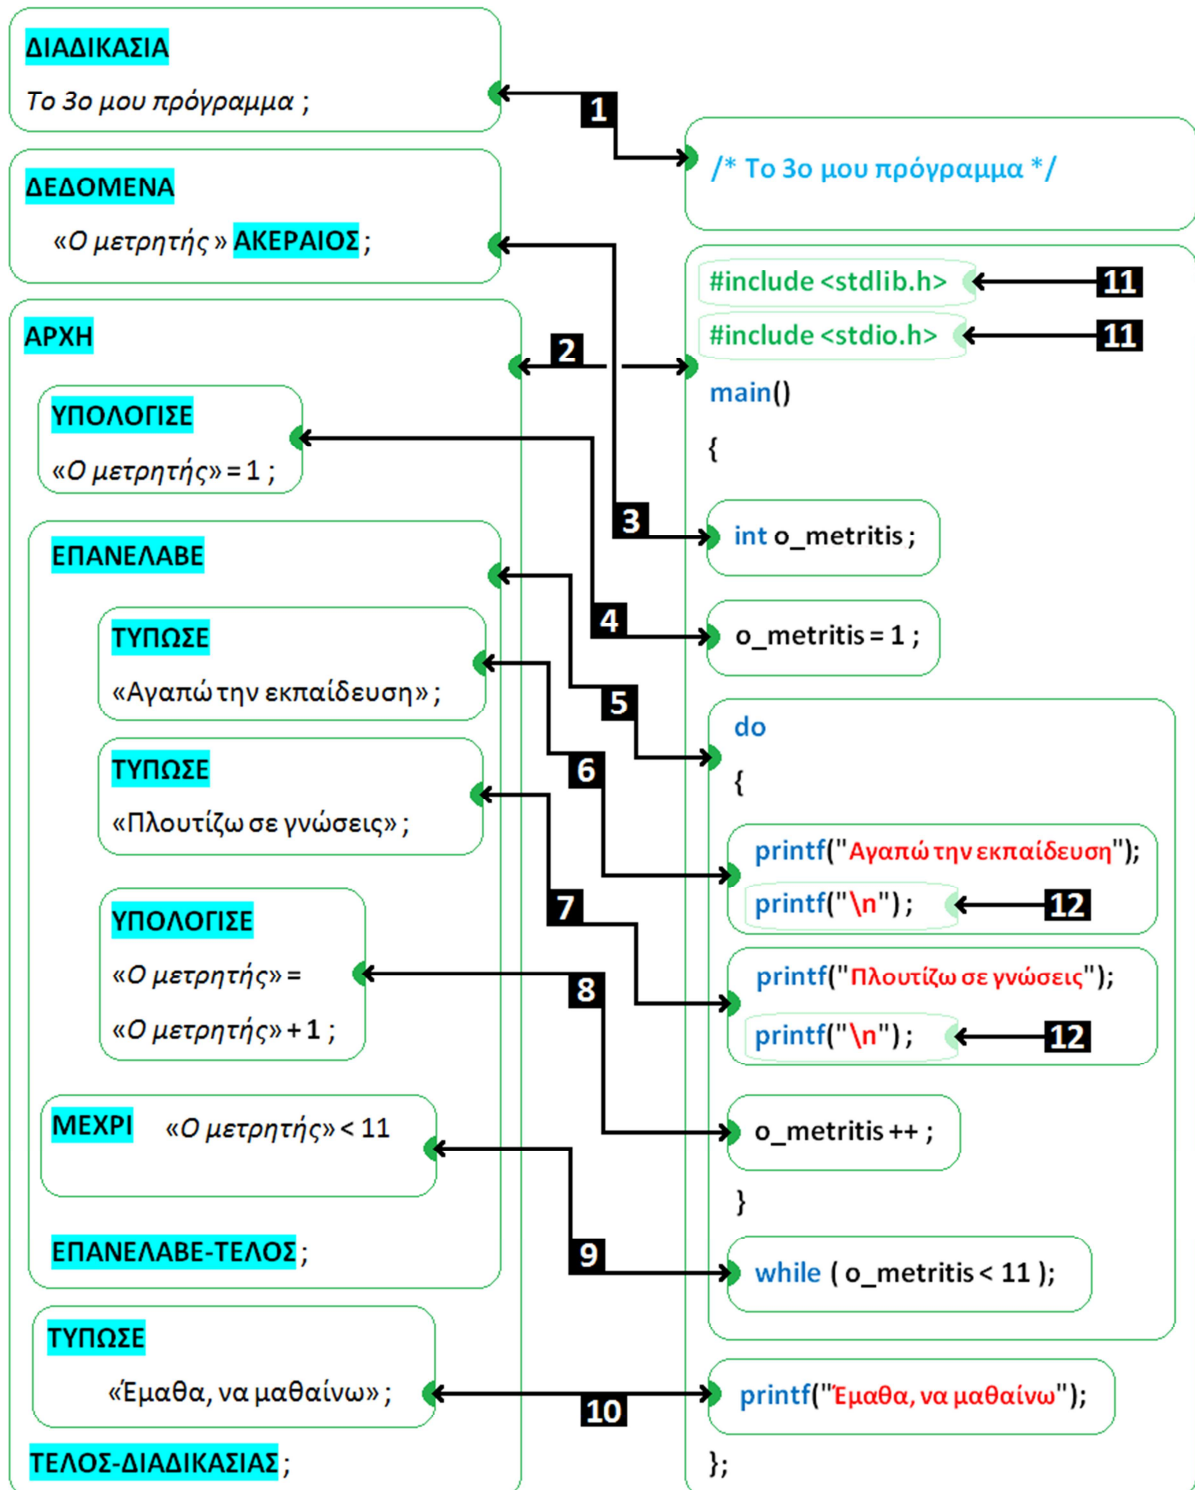 ΔΙΑΔΙΚΑΣΙΑ
Το 3ο μου πρόγραμμα ;
ΔΕΔΟΜΕΝΑ
«Ο μετρητής» ΑΚΕΡΑΙΟΣ ;
ΑΡΧΗ
ΥΠΟΛΟΓΙΣΕ
«Ο μετρητής» = 1 ;
ΕΠΑΝΕΛΑΒΕ
ΤΥΠΩΣΕ
«Αγαπώ την εκπαίδευση» ;
ΤΥΠΩΣΕ
«Πλουτίζω σε γνώσεις» ;
ΥΠΟΛΟΓΙΣΕ
«Ο μετρητής» =
«Ο μετρητής» + 1 ;
ΜΕΧΡΙ «Ο μετρητής» < 11
ΕΠΑΝΕΛΑΒΕ-ΤΕΛΟΣ ;
ΤΥΠΩΣΕ
«Έμαθα, να μαθαίνω» ;
ΤΕΛΟΣ-ΔΙΑΔΙΚΑΣΙΑΣ ;
1
2
3
4
5
6
7
8
9
10
/* Το 3ο μου πρόγραμμα */
#include <stdlib.h> 11
#include <stdio.h> 11
main()
{
int o_metritis ;
o_metritis = 1 ;
do
{
printf("Αγαπώ την εκπαίδευση");
printf("\n") ; 12
printf("Πλουτίζω σε γνώσεις");
printf("\n") ; 12
o_metritis ++ ;
}
while ( o_metritis < 11 );
printf("Έμαθα, να μαθαίνω");
};